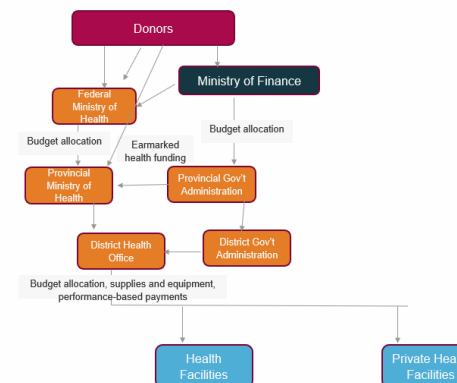 Donors
Ministry of Finance
Federal
Ministry of
Health
Budget allocation
Budget allocation
Earmarked
health funding
Provincial
Ministry of
Health
Provincial Gov't
Administration
District Health
Office
District Gov't
Administration
Budget allocation, supplies and equipment,
performance-based payments
Health
Facilities
Private Hea
Facilities